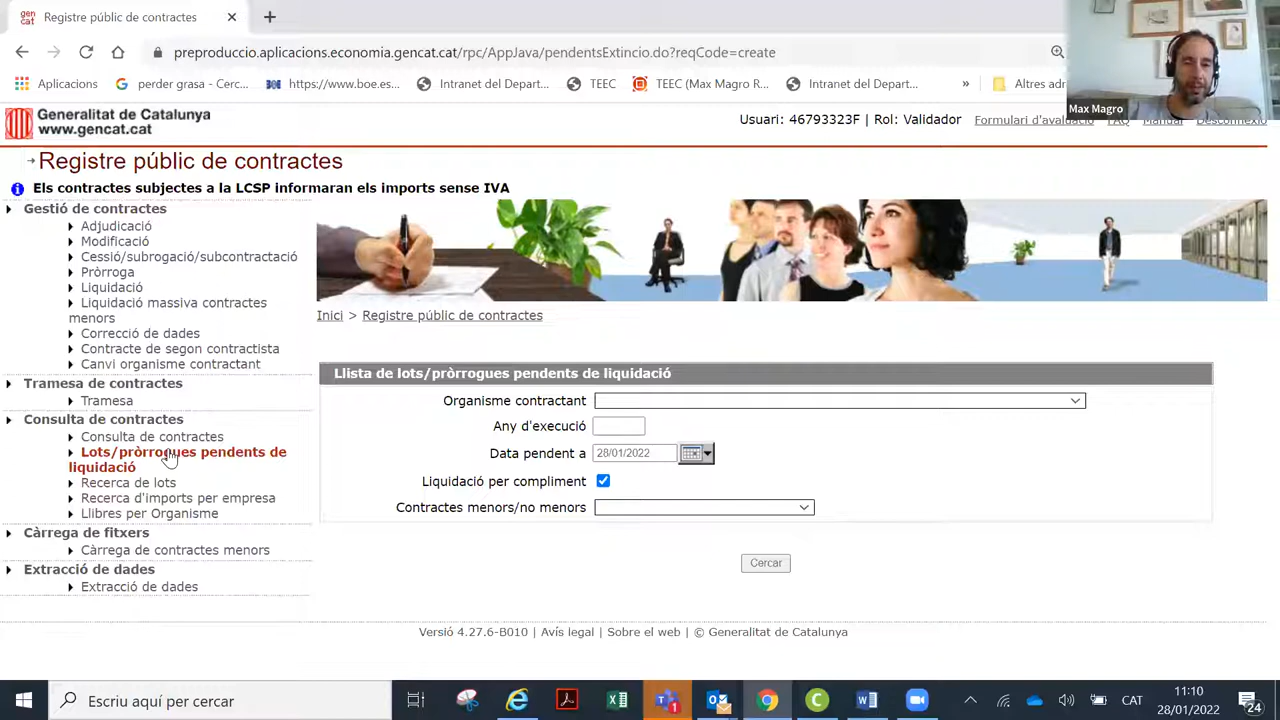 Registre públic de contractes
preproduccio.aplicacions.economia.gencat.cat/rpc/AppJava/pendentsExtincio.do?reqCode=create
Aplicacions
perder grasa - Cerc...
https://www.boe.es...
Intranet del Depart...
TEEC
TEEC (Max Magro R...
Intranet del Depart...
»
Max Magro
Generalitat de Catalunya
www.gencat.cat
Usuari: 46793323F | Rol: Validador
Formulari d'avaluació
FAQ
Manual
Desconnexió
Registre públic de contractes
Els contractes subjectes a la LCSP informaran els imports sense IVA
Gestió de contractes
Adjudicació
Modificació
Cessió/subrogació/subcontractació
Pròrroga
Liquidació
Liquidació massiva contractes
menors
Correcció de dades
Contracte de segon contractista
Canvi organisme contractant
Tramesa de contractes
Tramesa
Consulta de contractes
Consulta de contractes
Lots/pròrrogues pendents de
liquidació
Recerca de lots
Recerca d'imports per empresa
Llibres per Organisme
Càrrega de fitxers
Càrrega de contractes menors
Extracció de dades
Extracció de dades
Inici > Registre públic de contractes
Llista de lots/pròrrogues pendents de liquidació
Organisme contractant
Any d'execució
Data pendent a 28/01/2022
Liquidació per compliment
Contractes menors/no menors
Cercar
Versió 4.27.6-B010 | Avís legal | Sobre el web | © Generalitat de Catalunya
Escriu aquí per cercar
CAT
11:10
28/01/2022
24